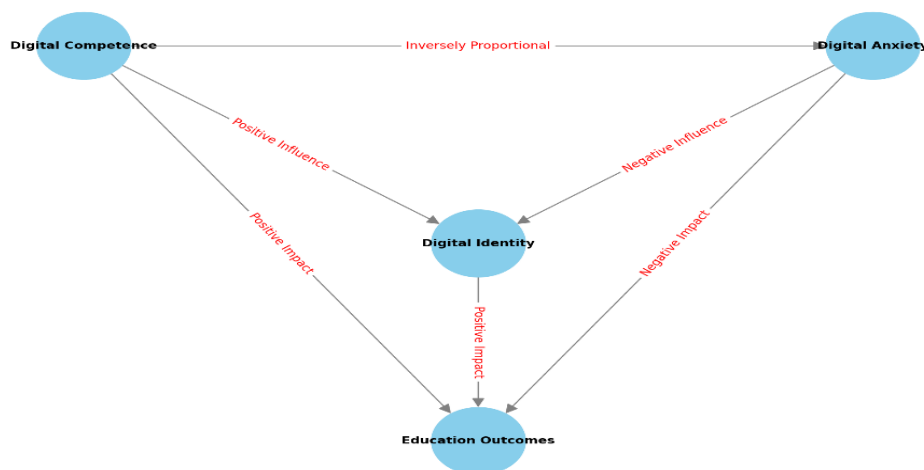 Digital Competence
Inversely Proportional
Digital Anxiety
Positive Influence
Negative Influence
Positive Impact
Negative Impact
Digital Identity
Positive Impact
Education Outcomes